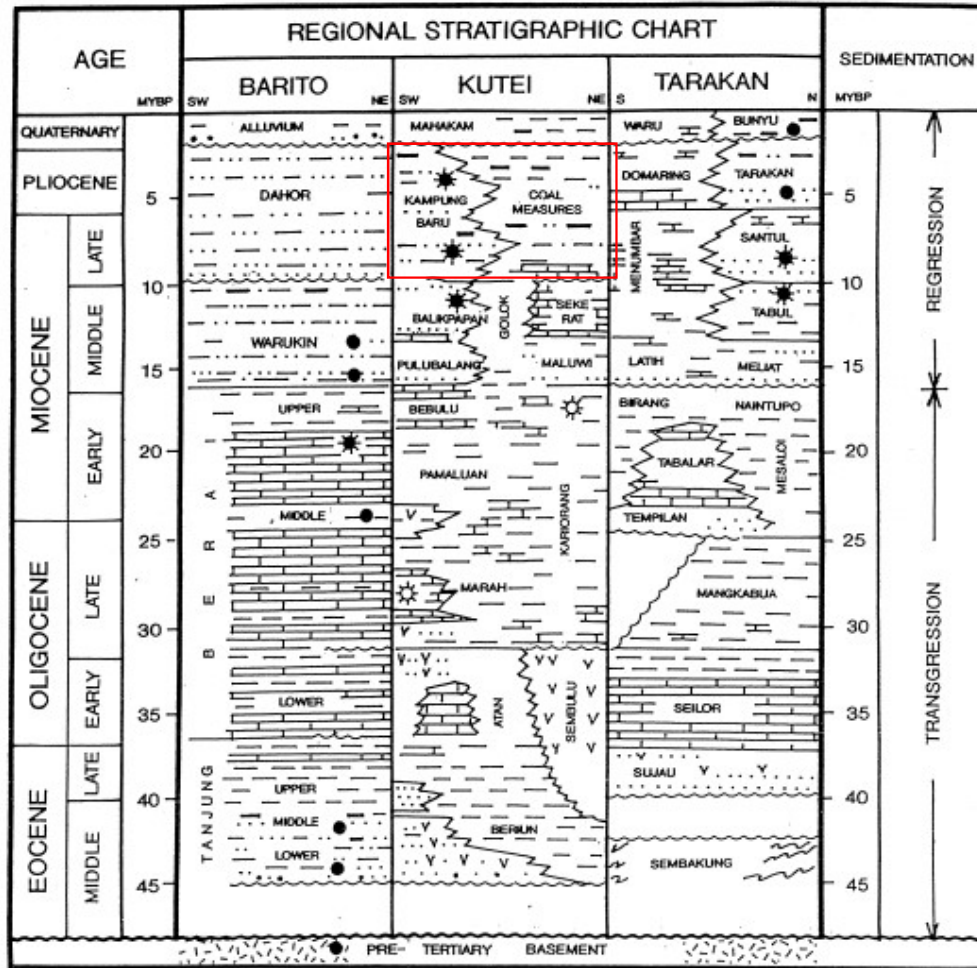 REGIONAL STRATIGRAPHIC CHART
AGE
SEDIMENTATION
BARITO
KUTEI
TARAKAN
MYBP
SW
NE
SW
NE
S
N
MYBP
QUATERNARY
ALLUVIUM
MAHAKAM
WARU
BUNYU
PLIOCENE
DAHOR
KAMPUNG
BARU
COAL
MEASURES
DOMARING
TARAKAN
5
5
MIOCENE
LATE
MENUMBAR
SANTUL
10
10
MIDDLE
WARUKIN
BALIKPAPAN
GOLOK
SEKE
RAT
TABUL
PULUBALANG
MALUWI
LATIH
MELIAT
15
15
REGRESSION
EARLY
UPPER
BEBULU
BIIRANG
NAINTUPO
20
20
PAMALUAN
TABALAR
MESALOI
MIDDLE
TEMPILAN
BERAI
KARIORANG
25
25
OLIGOCENE
LATE
MARAH
MANGKABUA
30
30
EARLY
LOWER
ATAN
SEMBULU
SEILOR
35
35
TRANSGRESSION
EOCENE
LATE
TANJUNG
UPPER
SUJAU
40
40
MIDDLE
MIDDLE
BERIUN
LOWER
SEMBAKUNG
45
45
PRE- TERTIARY BASEMENT